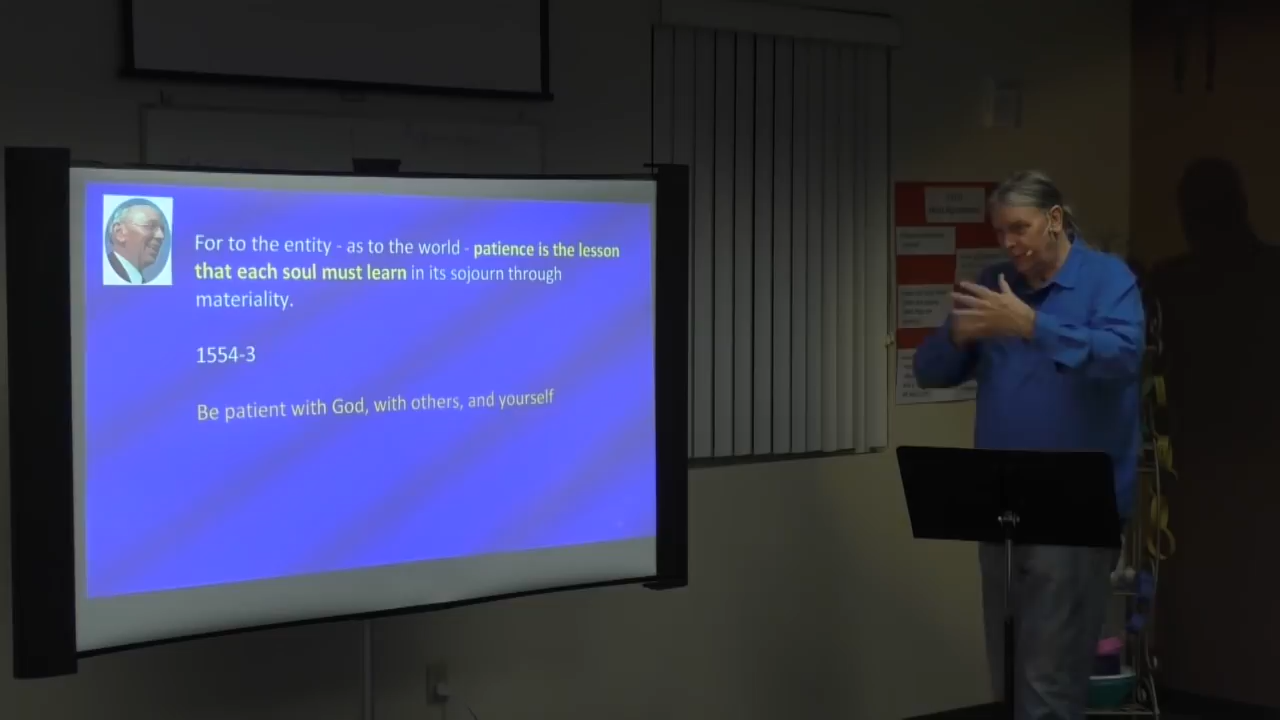 For to the entity - as to the world - patience is the lesson
that each soul must learn in its sojourn through
materiality.
1554-3
Be patient with God, with others, and yourself